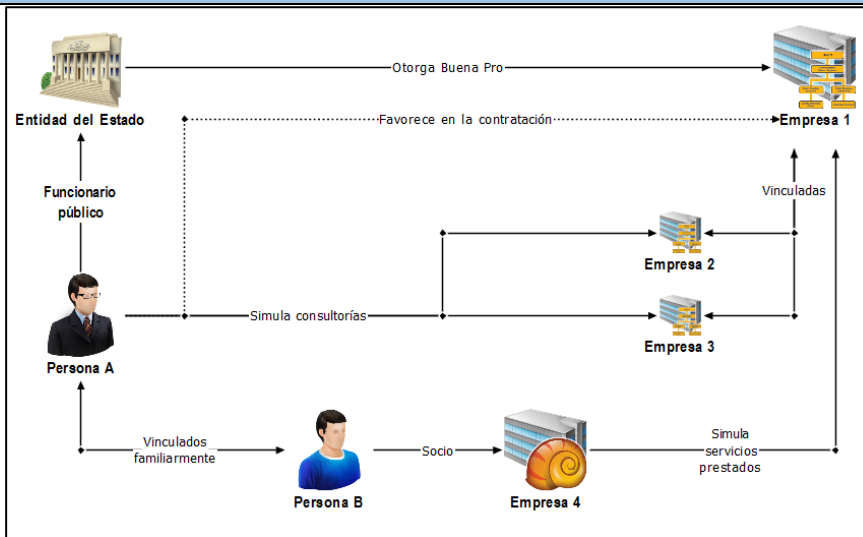 Otorga Buena Pro
Entidad del Estado
Empresa 1
Favorece en la contratación
Funcionario
público
Vinculadas
Empresa 2
Simula consultorías
Empresa 3
Persona A
Vinculados
familiarmente
Socio
Simula
servicios
prestados
Persona B
Empresa 4